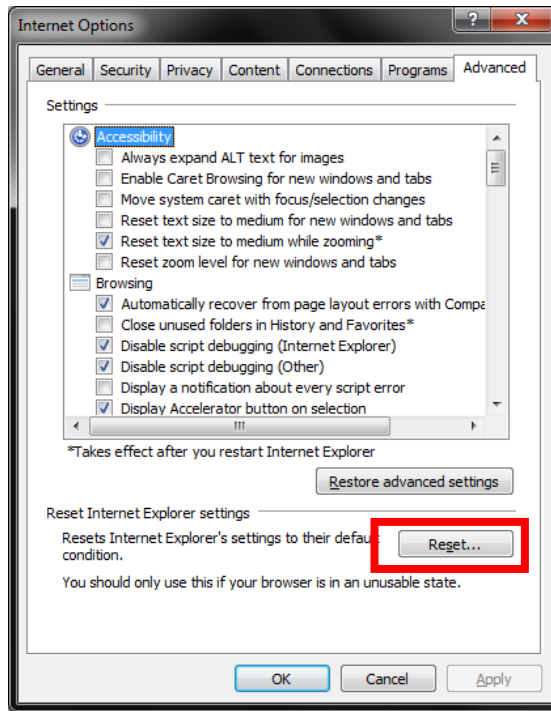 Internet Options
?
X
General Security Privacy Content Connections Programs Advanced
Settings
Accessibility
Always expand ALT text for images
Enable Caret Browsing for new windows and tabs
Move system caret with focus/selection changes
Reset text size to medium for new windows and tabs
Reset text size to medium while zooming*
Reset zoom level for new windows and tabs
Browsing
Automatically recover from page layout errors with Compa
Close unused folders in History and Favorites*
Disable script debugging (Internet Explorer)
Disable script debugging (Other)
Display a notification about every script error
Display Accelerator button on selection
*Takes effect after you restart Internet Explorer
Restore advanced settings
Reset Internet Explorer settings
Resets Internet Explorer's settings to their default
condition.
Reset...
You should only use this if your browser is in an unusable state.
OK Cancel Apply